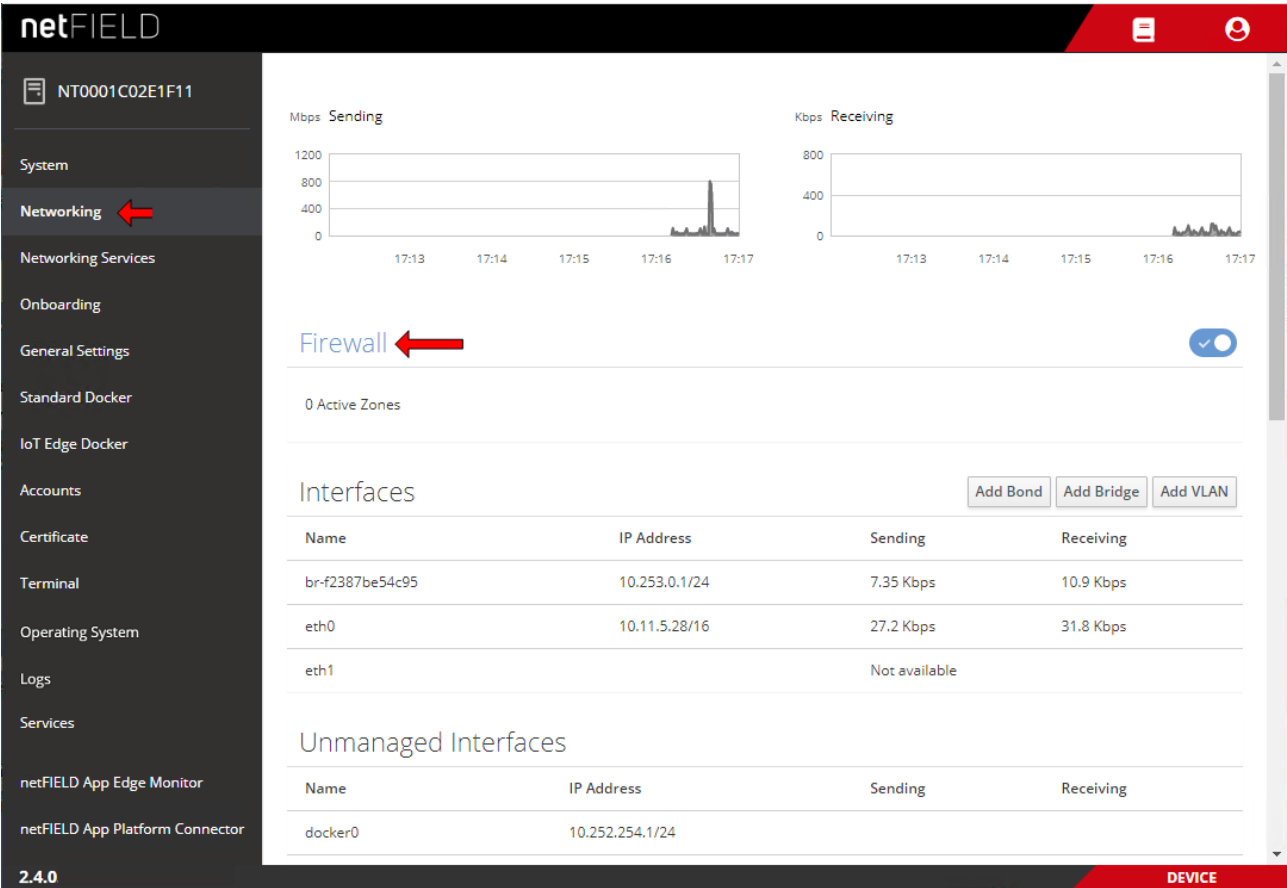 netFIELD
NT0001C02E1F11
System
Networking
Networking Services
Onboarding
General Settings
Standard Docker
IoT Edge Docker
Accounts
Certificate
Terminal
Operating System
Logs
Services
netFIELD App Edge Monitor
netFIELD App Platform Connector
2.4.0
Mbps Sending
1200
800
400
0
17:13 17:14 17:15 17:16 17:17
Kbps Receiving
800
400
0
17:13 17:14 17:15 17:16 17:17
Firewall
0 Active Zones
Interfaces Add Bond Add Bridge Add VLAN
Name IP Address Sending Receiving
br-f2387be54c95 10.253.0.1/24 7.35 Kbps 10.9 Kbps
eth0 10.11.5.28/16 27.2 Kbps 31.8 Kbps
eth1 Not available
Unmanaged Interfaces
Name IP Address Sending Receiving
docker0 10.252.254.1/24
DEVICE